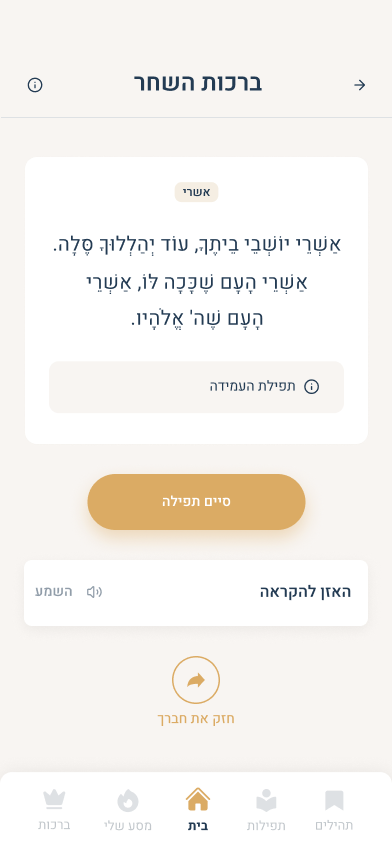 ברכות השחר
אשרי
אַשְׁרֵי יוֹשְׁבֵי בֵיתֶךָ, עוֹד יְהַלְלוּךָ סֶּלָה.
אַשְׁרֵי הָעָם שֶׁכָּכָה לּוֹ, אַשְׁרֵי
הָעָם שֶׁה' אֱלֹהָיו.
תפילת העמידה
סיים תפילה
האזן להקראה
השמע
חזק את חברך
תהילים
תפילות
בית
מסע שלי
ברכות